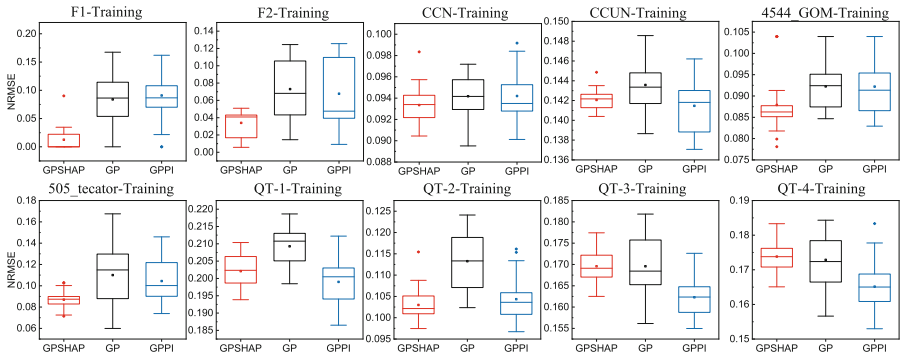 F1-Training F2-Training CCN-Training CCUN-Training 4544_GOM-Training
NRMSE
0.20 0.15 0.10 0.05 0.00
0.14 0.12 0.10 0.08 0.06 0.04 0.02 0.00
0.100 0.098 0.096 0.094 0.092 0.090 0.088
0.150 0.148 0.146 0.144 0.142 0.140 0.138 0.136
0.105 0.100 0.095 0.090 0.085 0.080 0.075
GPSHAP GP GPPI GPSHAP GP GPPI GPSHAP GP GPPI GPSHAP GP GPPI GPSHAP GP GPPI
505_tecator-Training QT-1-Training QT-2-Training QT-3-Training QT-4-Training
NRMSE
0.18 0.16 0.14 0.12 0.10 0.08 0.06
0.220 0.215 0.210 0.205 0.200 0.195 0.190 0.185
0.125 0.120 0.115 0.110 0.105 0.100 0.095
0.185 0.180 0.175 0.170 0.165 0.160 0.155
0.19 0.18 0.17 0.16 0.15
GPSHAP GP GPPI GPSHAP GP GPPI GPSHAP GP GPPI GPSHAP GP GPPI GPSHAP GP GPPI